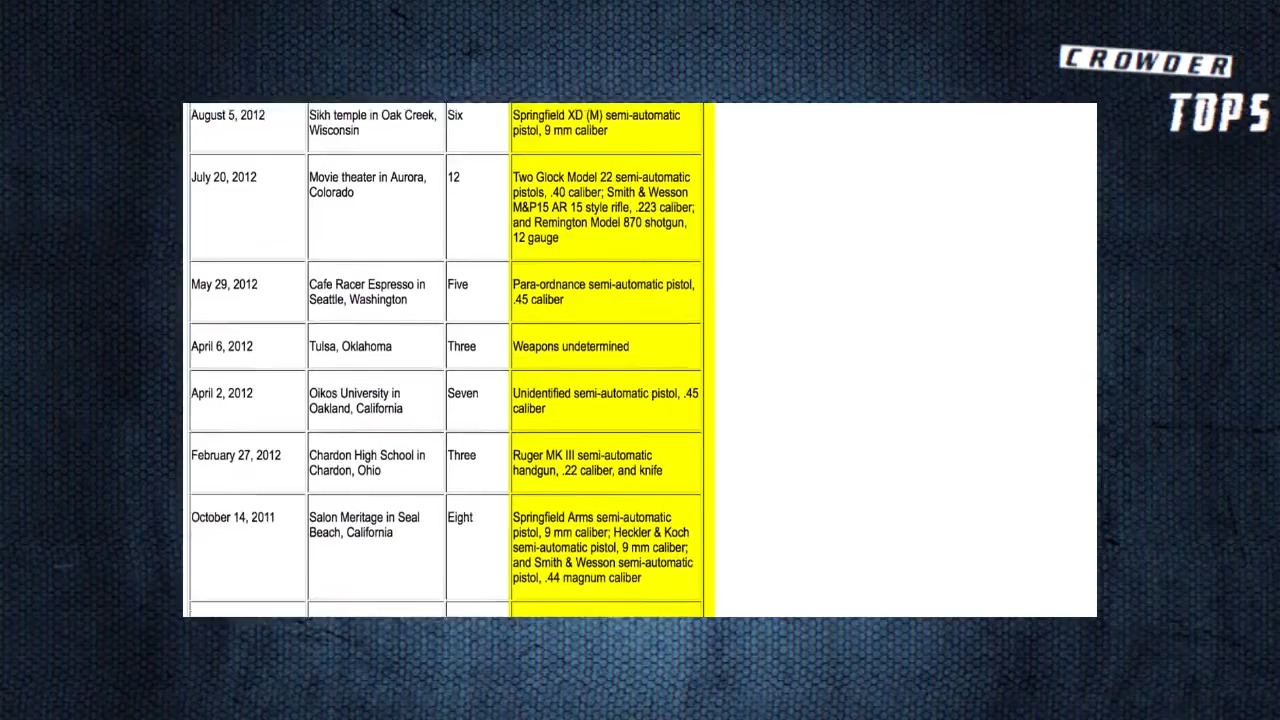 CROWDER
TOP 5
August 5, 2012
Sikh temple in Oak Creek,
Wisconsin
Six
Springfield XD (M) semi-automatic
pistol, 9 mm caliber
July 20, 2012
Movie theater in Aurora,
Colorado
12
Two Glock Model 22 semi-automatic
pistols, .40 caliber; Smith & Wesson
M&P15 AR 15 style rifle, .223 caliber;
and Remington Model 870 shotgun,
12 gauge
May 29, 2012
Cafe Racer Espresso in
Seattle, Washington
Five
Para-ordnance semi-automatic pistol,
.45 caliber
April 6, 2012
Tulsa, Oklahoma
Three
Weapons undetermined
April 2, 2012
Oikos University in
Oakland, California
Seven
Unidentified semi-automatic pistol, .45
caliber
February 27, 2012
Chardon High School in
Chardon, Ohio
Three
Ruger MK III semi-automatic
handgun, .22 caliber, and knife
October 14, 2011
Salon Meritage in Seal
Beach, California
Eight
Springfield Arms semi-automatic
pistol, 9 mm caliber; Heckler & Koch
semi-automatic pistol, 9 mm caliber;
and Smith & Wesson semi-automatic
pistol, .44 magnum caliber